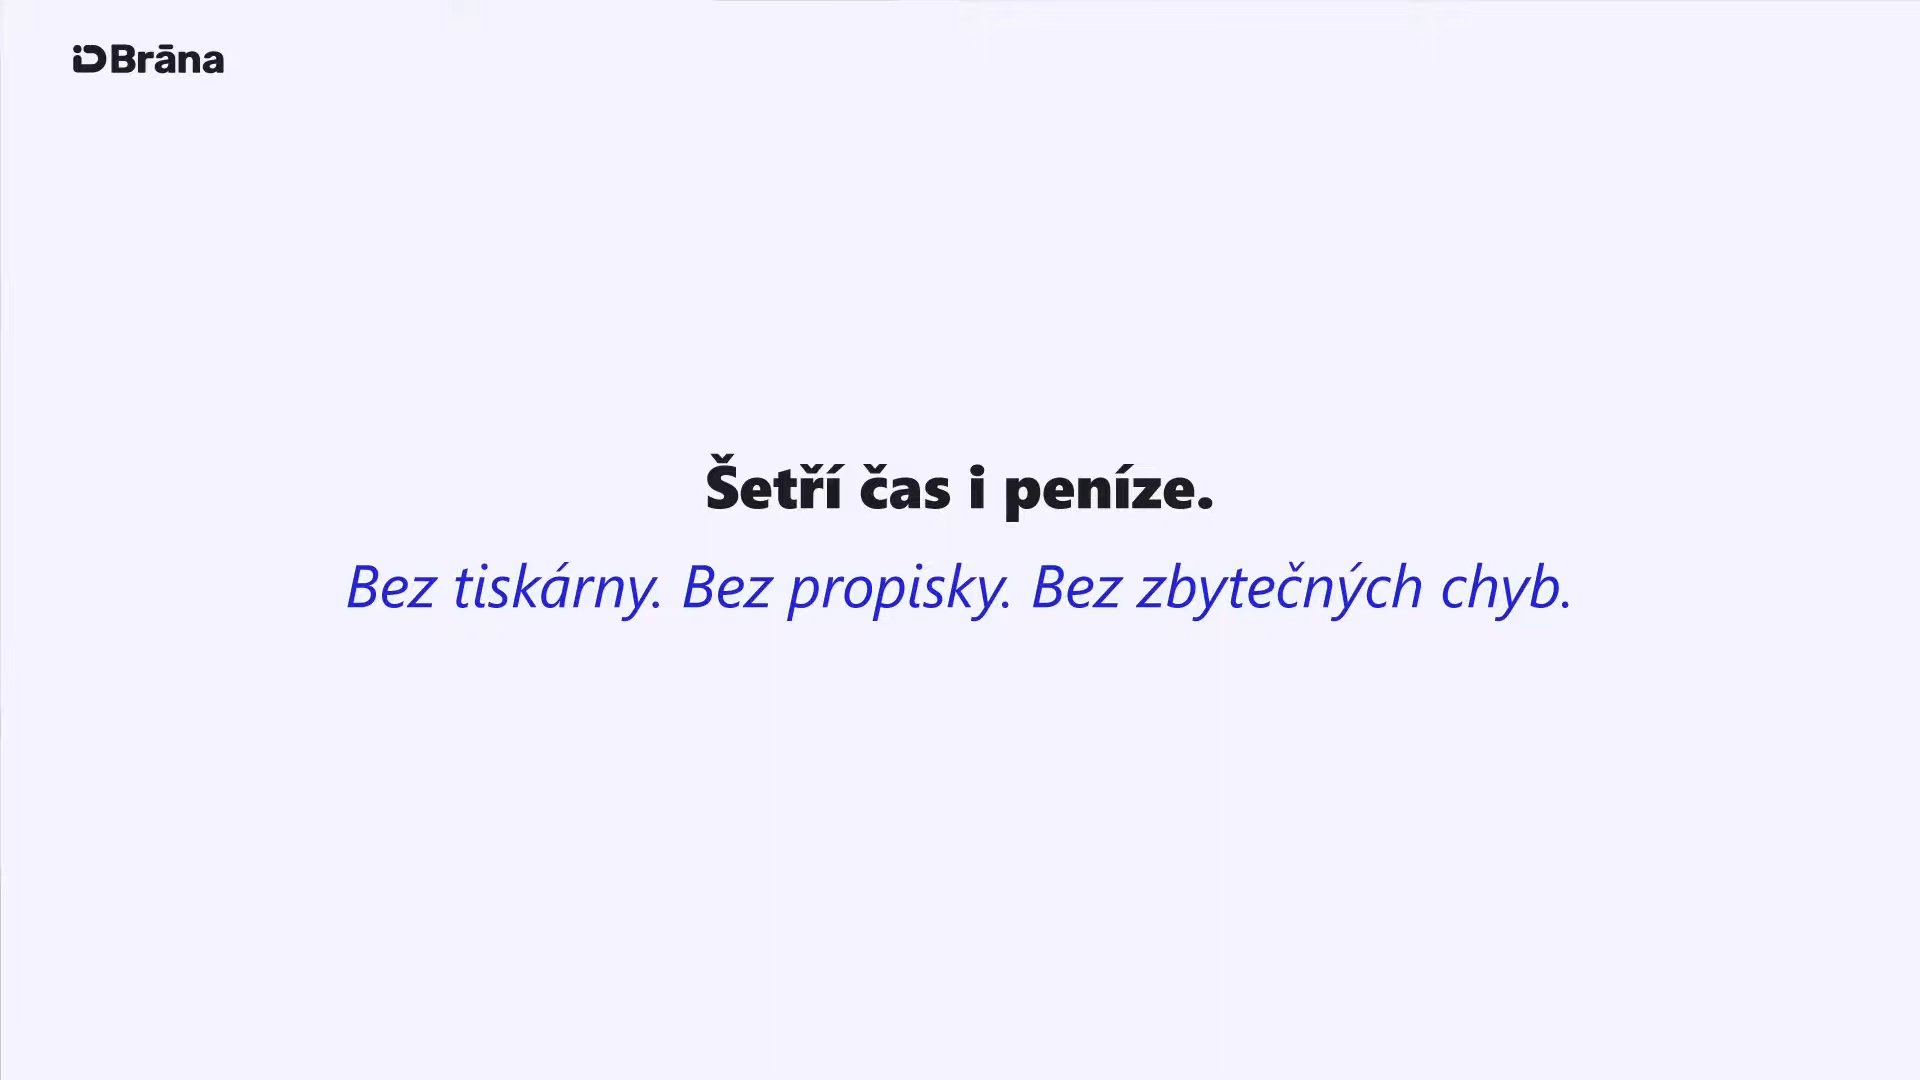 iDBrāna
Šetří čas i peníze.
Bez tiskárny. Bez propisky. Bez zbytečných chyb.